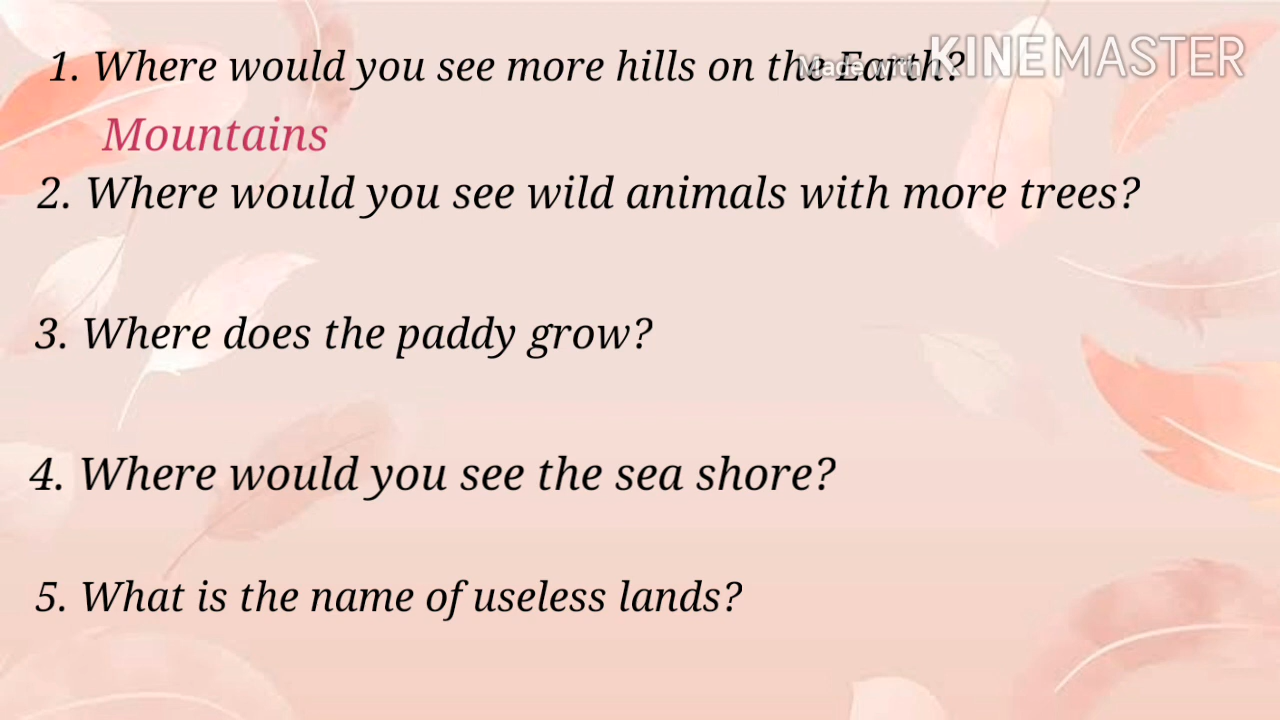 1. Where would you see more hills on the Earth?
Made with KINEMASTER
Mountains
2. Where would you see wild animals with more trees?
3. Where does the paddy grow?
4. Where would you see the sea shore?
5. What is the name of useless lands?